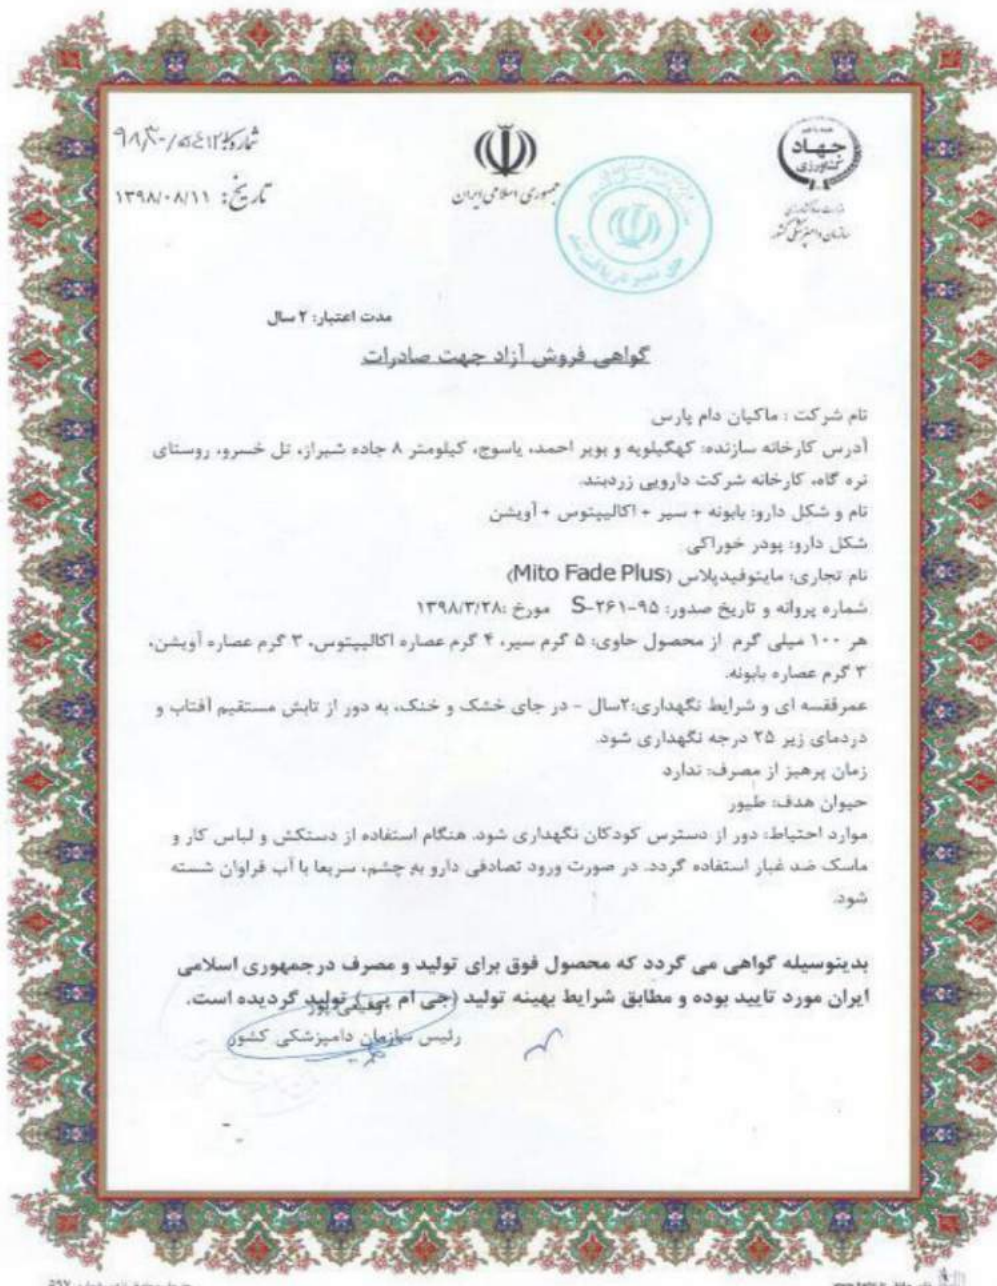 تاریخ: ۱۳۹۸/۰۸/۱۱
جمهوری اسلامی ایران
جهاد
کشاورزی
سازمان دامپزشکی کشور
مدت اعتبار: ۲ سال
گواهی فروش آزاد جهت صادرات
نام شرکت : ماکیان دام پارس
آدرس کارخانه سازنده: کهگیلویه و بویر احمد، یاسوج، کیلومتر ۸ جاده شیراز، تل خسرو، روستای
نره گاه، کارخانه شرکت دارویی زردبند.
نام و شکل دارو: بابونه + سیر + اکالیپتوس + آویشن
شکل دارو: پودر خوراکی
نام تجاری: مایتوفیدپلاس (Mito Fade Plus)
شماره پروانه و تاریخ صدور: S-۲۶۱-۹۵ مورخ :۱۳۹۸/۳/۲۸
هر ۱۰۰ میلی گرم از محصول حاوی: ۵ گرم سیر، ۴ گرم عصاره اکالیپتوس، ۳ گرم عصاره آویشن،
۳ گرم عصاره بابونه.
عمرقفسه ای و شرایط نگهداری:۲سال - در جای خشک و خنک، به دور از تابش مستقیم آفتاب و
دردمای زیر ۲۵ درجه نگهداری شود.
زمان پرهیز از مصرف: ندارد
حیوان هدف: طیور
موارد احتیاط: دور از دسترس کودکان نگهداری شود. هنگام استفاده از دستکش و لباس کار و
ماسک ضد غبار استفاده گردد. در صورت ورود تصادفی دارو به چشم، سریعا با آب فراوان شسته
شود.
بدینوسیله گواهی می گردد که محصول فوق برای تولید و مصرف درجمهوری اسلامی
ایران مورد تایید بوده و مطابق شرایط بهینه تولید (جی ام پی) تولید گردیده است.
رئیس سازمان دامپزشکی کشور